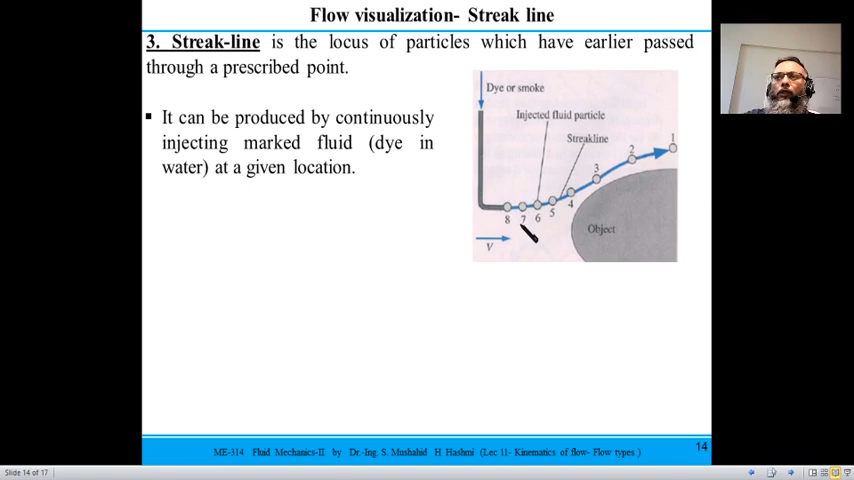 Flow visualization- Streak line
3. Streak-line is the locus of particles which have earlier passed
through a prescribed point.
▪ It can be produced by continuously
injecting marked fluid (dye in
water) at a given location.
Dye or smoke
Injected fluid particle
Streakline
1
2
3
4
5
6
7
8
Object
V
ME-314 Fluid Mechanics-II by Dr.-Ing. S. Mushahid H Hashmi (Lec 11- Kinematics of flow- Flow types )
14
Slide 14 of 17